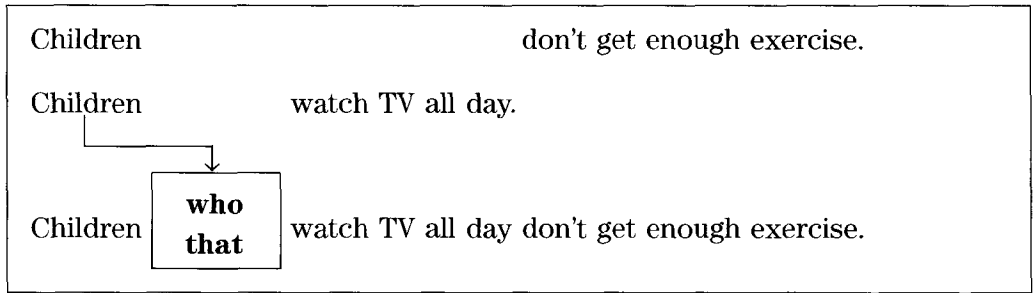 Children don't get enough exercise.
Children watch TV all day.
who
Children watch TV all day don't get enough exercise.
that